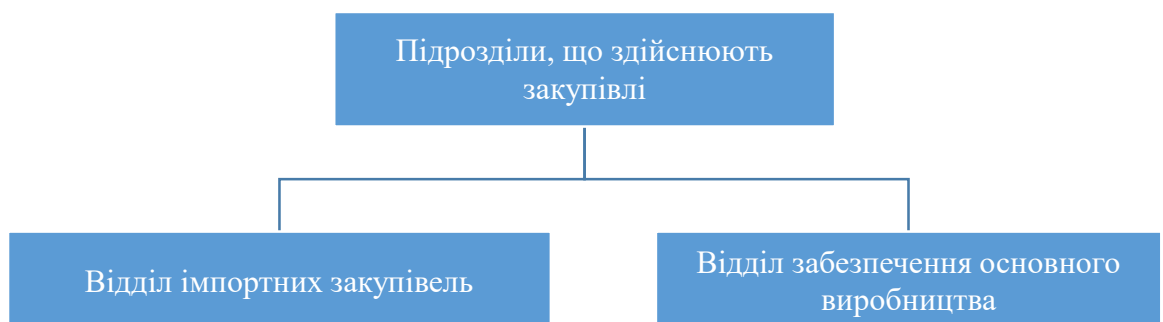 Підрозділи, що здійснюють
закупівлі
Відділ імпортних закупівель
Відділ забезпечення основного
виробництва